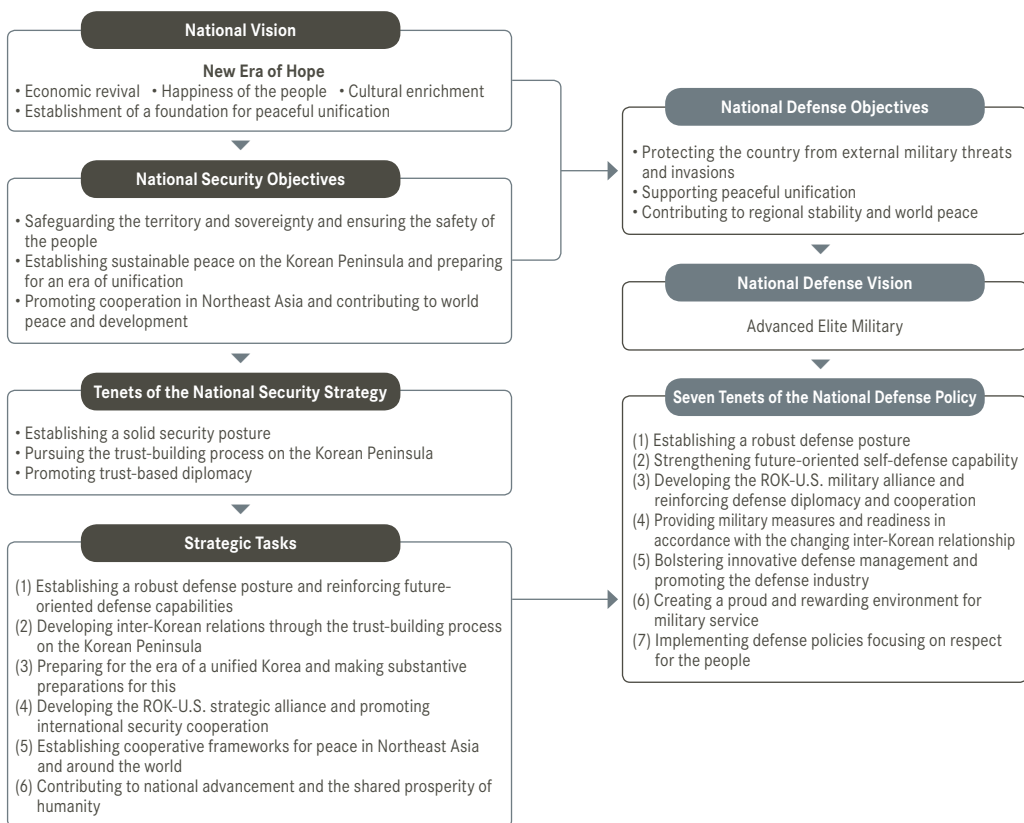 National Vision
New Era of Hope
• Economic revival • Happiness of the people • Cultural enrichment
• Establishment of a foundation for peaceful unification
National Security Objectives
• Safeguarding the territory and sovereignty and ensuring the safety of
the people
• Establishing sustainable peace on the Korean Peninsula and preparing
for an era of unification
• Promoting cooperation in Northeast Asia and contributing to world
peace and development
Tenets of the National Security Strategy
• Establishing a solid security posture
• Pursuing the trust-building process on the Korean Peninsula
• Promoting trust-based diplomacy
Strategic Tasks
(1) Establishing a robust defense posture and reinforcing future-
oriented defense capabilities
(2) Developing inter-Korean relations through the trust-building process
on the Korean Peninsula
(3) Preparing for the era of a unified Korea and making substantive
preparations for this
(4) Developing the ROK-U.S. strategic alliance and promoting
international security cooperation
(5) Establishing cooperative frameworks for peace in Northeast Asia
and around the world
(6) Contributing to national advancement and the shared prosperity of
humanity
National Defense Objectives
• Protecting the country from external military threats
and invasions
• Supporting peaceful unification
• Contributing to regional stability and world peace
National Defense Vision
Advanced Elite Military
Seven Tenets of the National Defense Policy
(1) Establishing a robust defense posture
(2) Strengthening future-oriented self-defense capability
(3) Developing the ROK-U.S. military alliance and
reinforcing defense diplomacy and cooperation
(4) Providing military measures and readiness in
accordance with the changing inter-Korean relationship
(5) Bolstering innovative defense management and
promoting the defense industry
(6) Creating a proud and rewarding environment for
military service
(7) Implementing defense policies focusing on respect
for the people